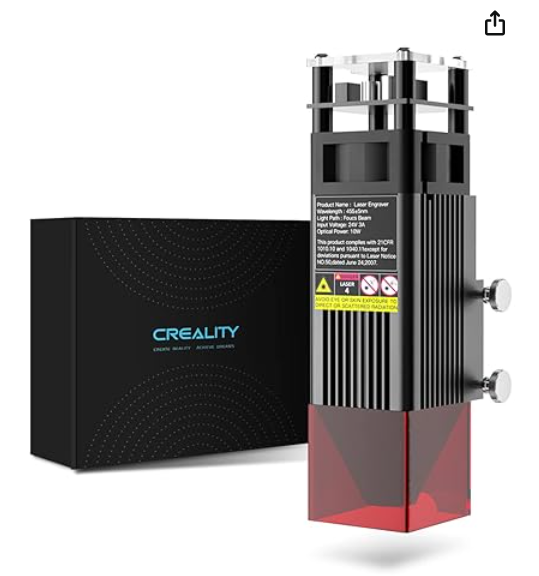 CREALITY
CREATE REALITY · ACHIEVE DREAMS
Product Name : Laser Engraver
Wavelength : 455±5nm
Light Path : Foucs Beam
Input Voltage: 24V 3A
Optical Power: 10W
This product complies with 21CFR
1010.10 and 1040.11except for
deviations pursuant to Laser Notice
NO.50,dated June 24,2007.
LASER
4
AVOID EYE OR SKIN EXPOSURE TO
DIRECT OR SCATTERED RADIATION